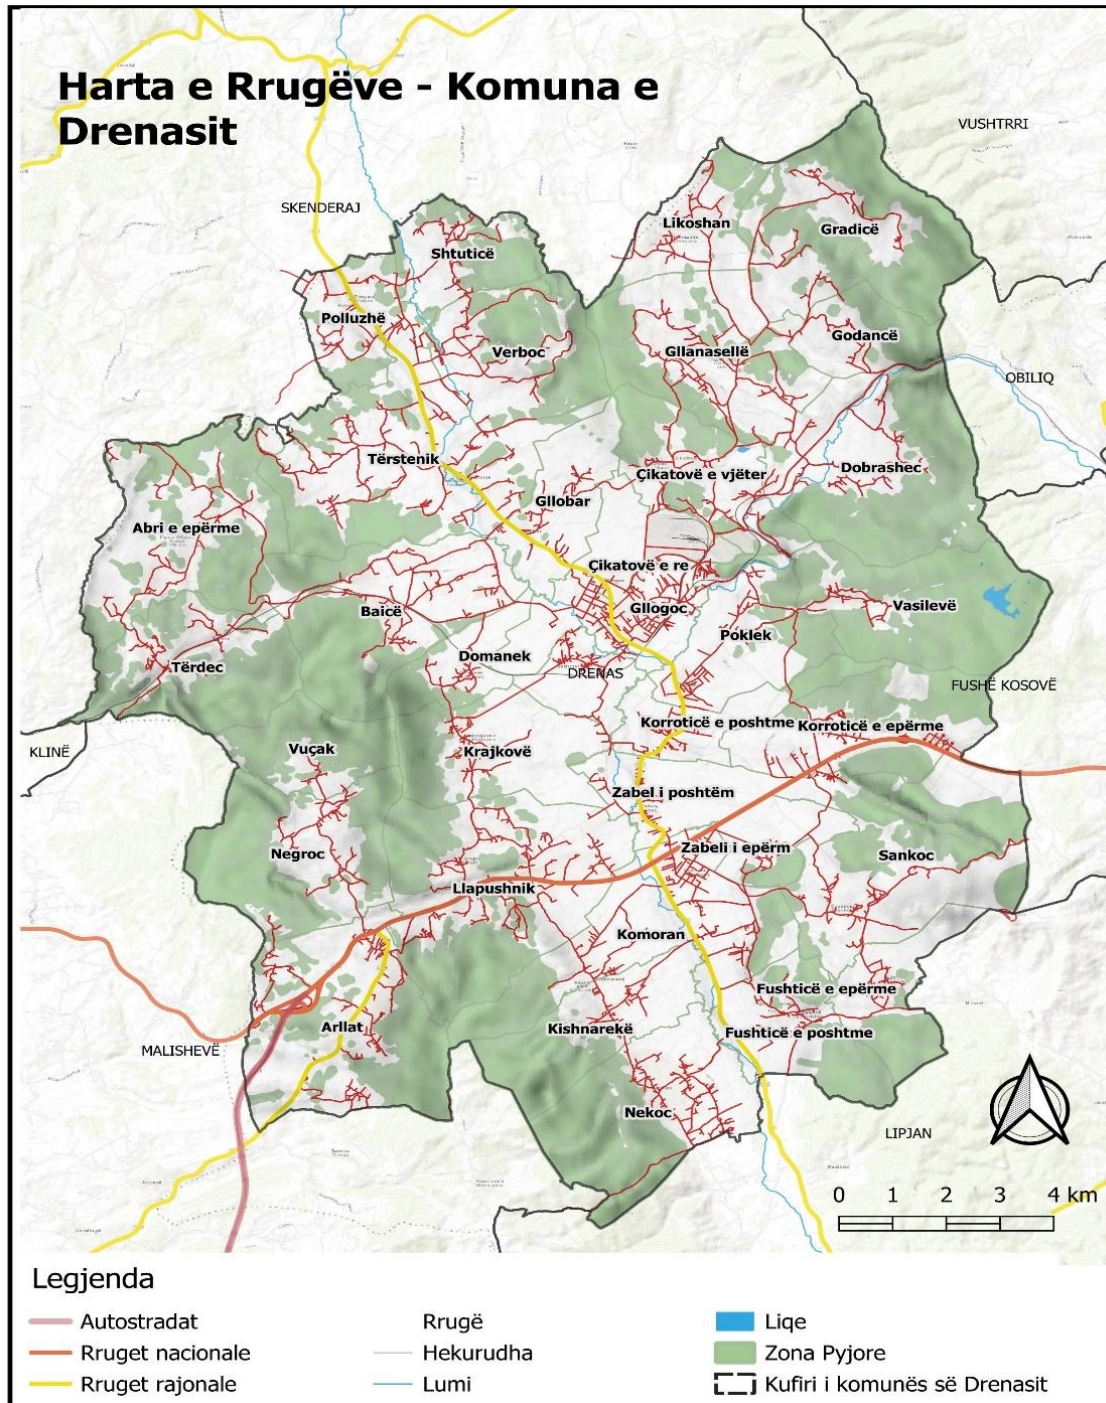 Harta e Rrugëve - Komuna e
Drenasit
VUSHTRRI
SKENDERAJ
Likoshan
Gradicë
Shtuticë
Polluzhë
Verboc
Gllanasellë
Godancë
OBILIQ
Tërstenik
Çikatovë e vjëter
Dobrashec
Gllobar
Abri e epërme
Çikatovë e re
Baicë
Gllogoc
Vasilevë
Poklek
Domanek
Tërdec
DRENAS
FUSHË KOSOVË
Korroticë e poshtme
Korroticë e epërme
KLINË
Vuçak
Krajkovë
Zabel i poshtëm
Negroc
Zabeli i epërm
Sankoc
Llapushnik
Komoran
Fushticë e epërme
Arllat
Kishnarekë
Fushticë e poshtme
MALISHEVË
Nekoc
LIPJAN
0 1 2 3 4 km
Legjenda
Autostradat
Rruget nacionale
Rruget rajonale
Rrugë
Hekurudha
Lumi
Liqe
Zona Pyjore
Kufiri i komunës së Drenasit